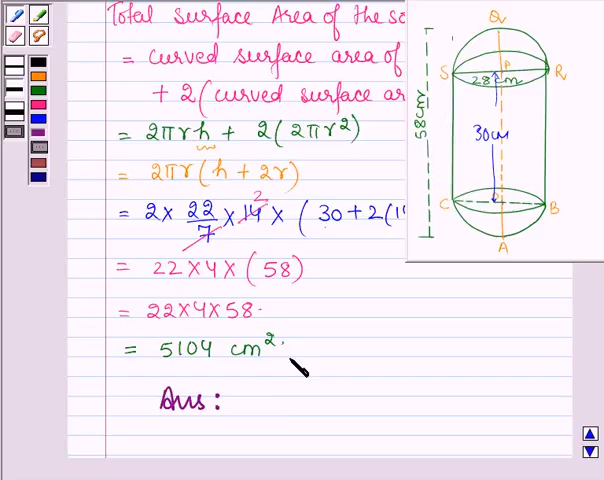 Total Surface Area of the so
= curved surface area of
+ 2 (curved surface ar
= 2πrh + 2(2πr²)
= 2πr(h + 2r)
= 2 × 22/7 × 14 × (30 + 2(1
2
= 22 × 4 × (58)
= 22 × 4 × 58.
= 5104 cm².
Ans:
Q
S P R
28cm
58cm
30cm
C B
A